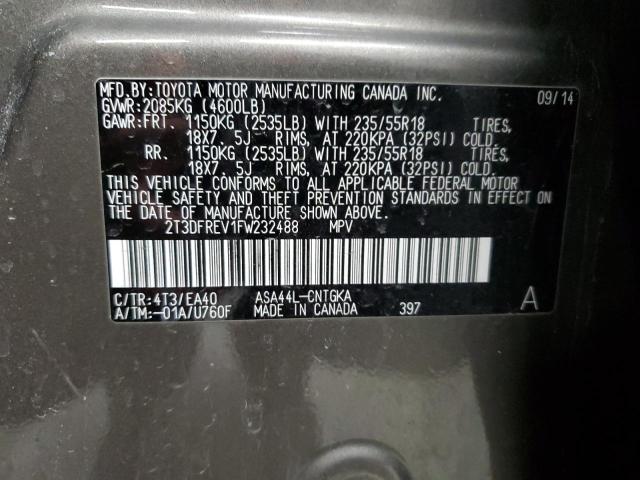 MFD.BY:TOYOTA MOTOR MANUFACTURING CANADA INC. 09/14
GVWR:2085KG (4600LB)
GAWR:FRT. 1150KG (2535LB) WITH 235/55R18 TIRES,
18X7. 5J RIMS, AT 220KPA (32PSI) COLD.
RR. 1150KG (2535LB) WITH 235/55R18 TIRES,
18X7. 5J RIMS, AT 220KPA (32PSI) COLD.
THIS VEHICLE CONFORMS TO ALL APPLICABLE FEDERAL MOTOR
VEHICLE SAFETY AND THEFT PREVENTION STANDARDS IN EFFECT ON
THE DATE OF MANUFACTURE SHOWN ABOVE.
2T3DFREV1FW232488 MPV
C/TR:4T3/EA40 ASA44L-CNTGKA
A/TM:-01A/U760F MADE IN CANADA 397 A